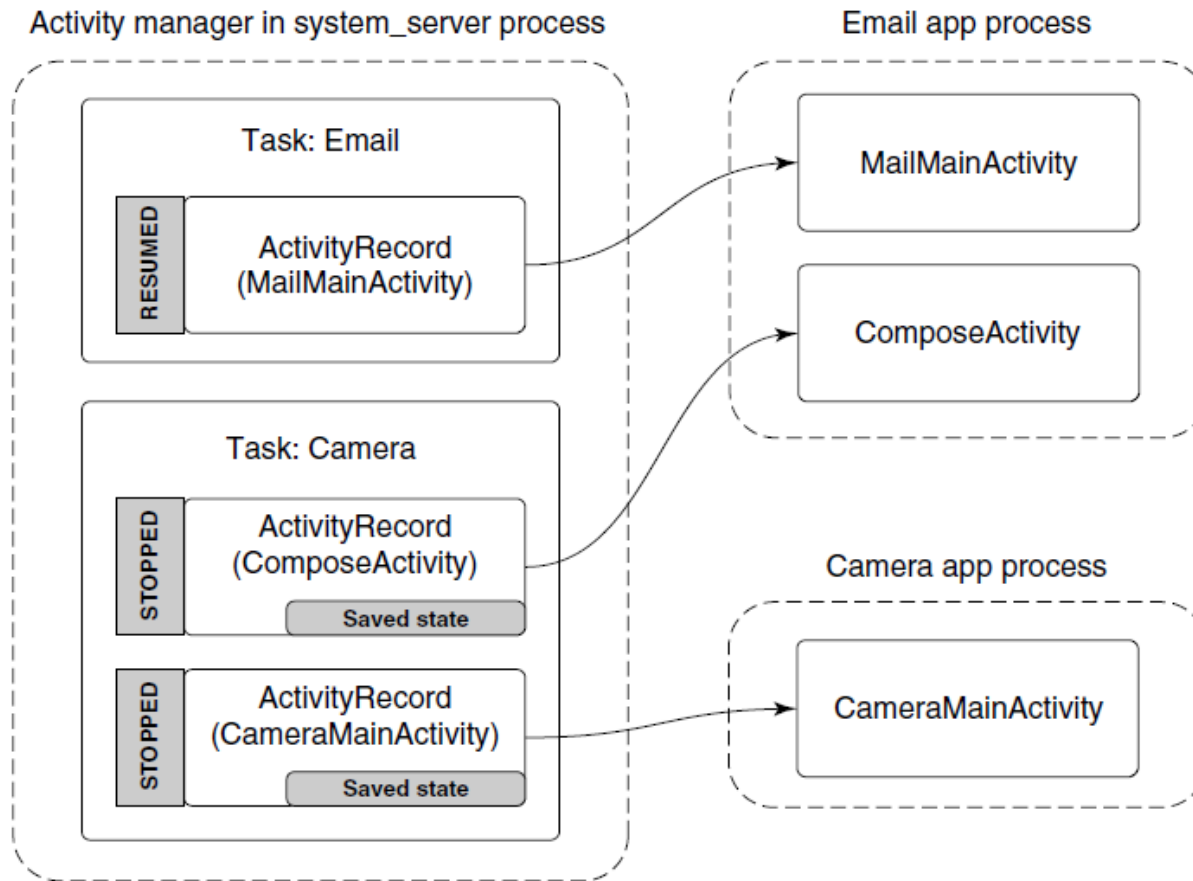 Activity manager in system_server process
Email app process
Task: Email
RESUMED
ActivityRecord
(MailMainActivity)
MailMainActivity
ComposeActivity
Task: Camera
STOPPED
ActivityRecord
(ComposeActivity)
Saved state
STOPPED
ActivityRecord
(CameraMainActivity)
Saved state
Camera app process
CameraMainActivity